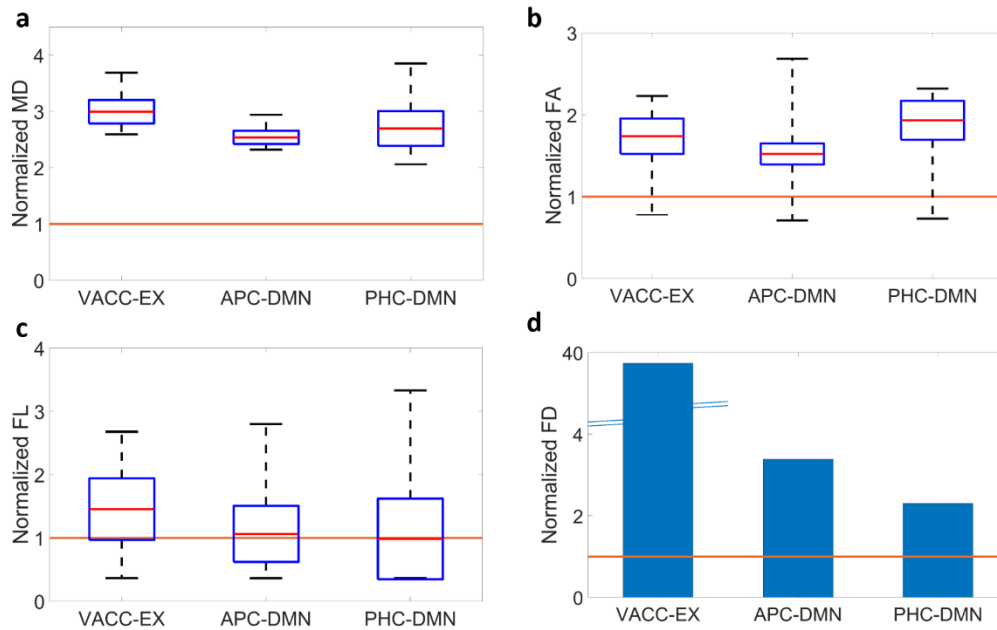 a
Normalized MD
4
3
2
1
0
VACC-EX APC-DMN PHC-DMN
b
Normalized FA
3
2
1
0
VACC-EX APC-DMN PHC-DMN
c
Normalized FL
4
3
2
1
0
VACC-EX APC-DMN PHC-DMN
d
Normalized FD
40
4
2
0
VACC-EX APC-DMN PHC-DMN